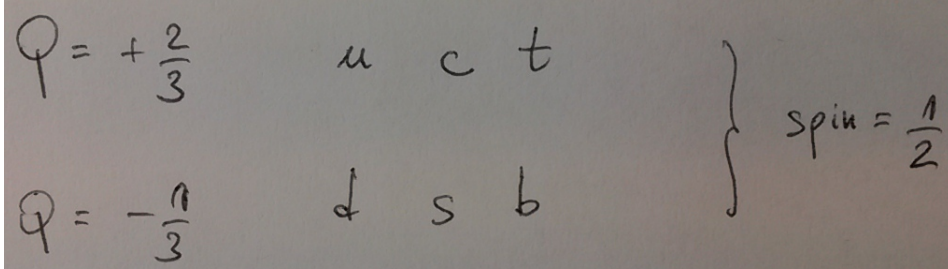 Q = + 2/3 u c t
spin = 1/2
Q = - 1/3 d s b